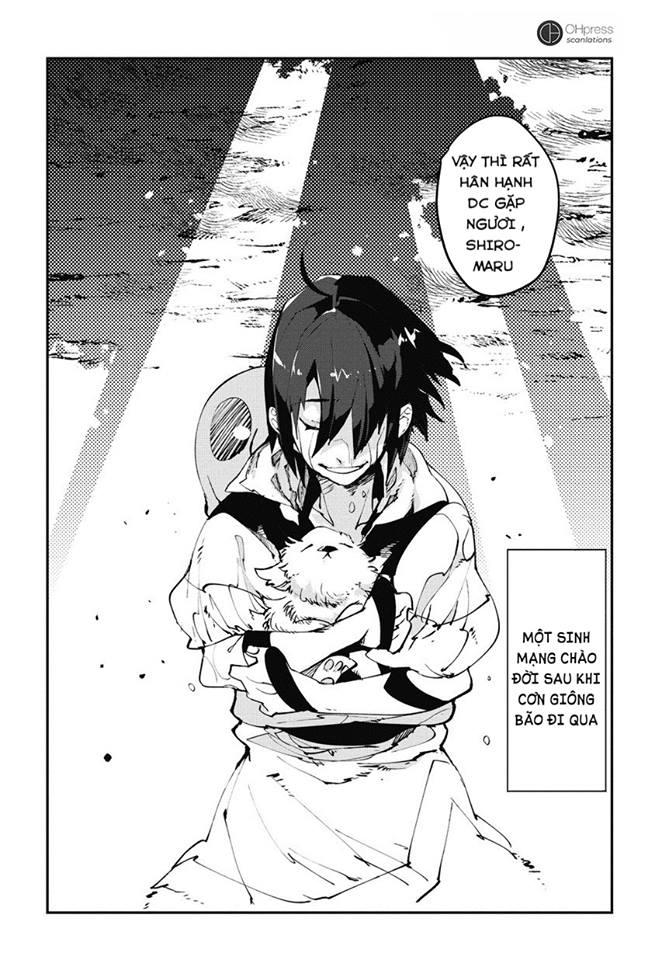 OHpress
scanlations
VẬY THÌ RẤT
HÂN HẠNH
DC GẶP
NGƯƠI ,
SHIRO-
MARU
MỘT SINH
MẠNG CHÀO
ĐỜI SAU KHI
CƠN GIÔNG
BÃO ĐI QUA